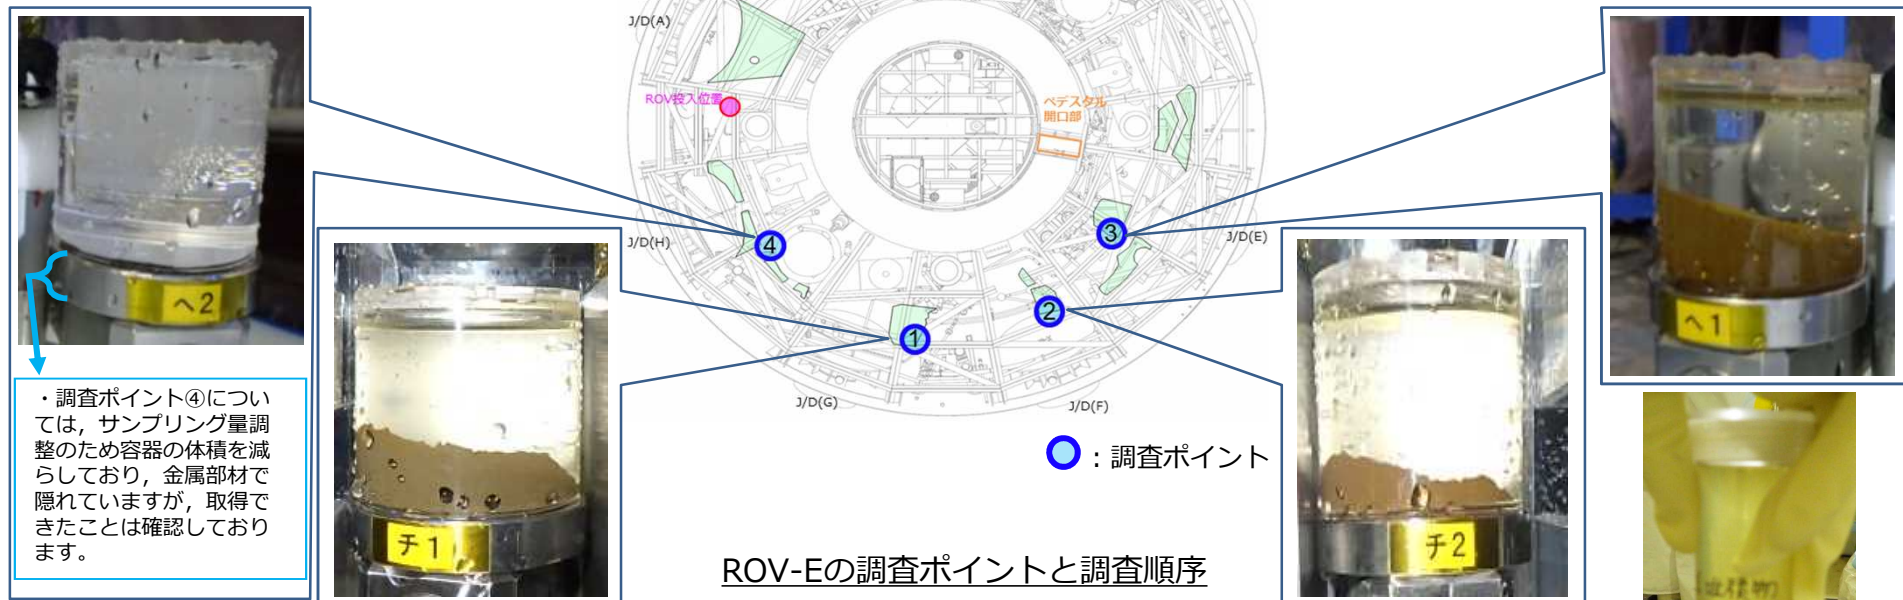 J/D(A)
ROV投入位置
ペデスタル
開口部
J/D(H)
J/D(E)
J/D(G)
J/D(F)
④
①
②
③
ヘ2
・調査ポイント④につい
ては，サンプリング量調
整のため容器の体積を減
らしており，金属部材で
隠れていますが，取得で
きたことは確認しており
ます。
チ1
チ2
ヘ1
：調査ポイント
ROV-Eの調査ポイントと調査順序